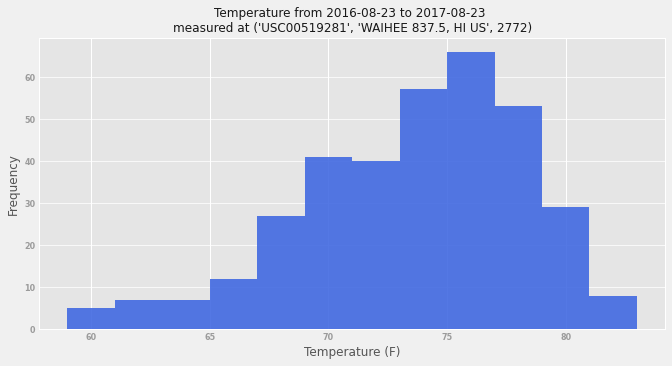 Temperature from 2016-08-23 to 2017-08-23
measured at ('USC00519281', 'WAIHEE 837.5, HI US', 2772)
Frequency
60
50
40
30
20
10
0
60 65 70 75 80
Temperature (F)